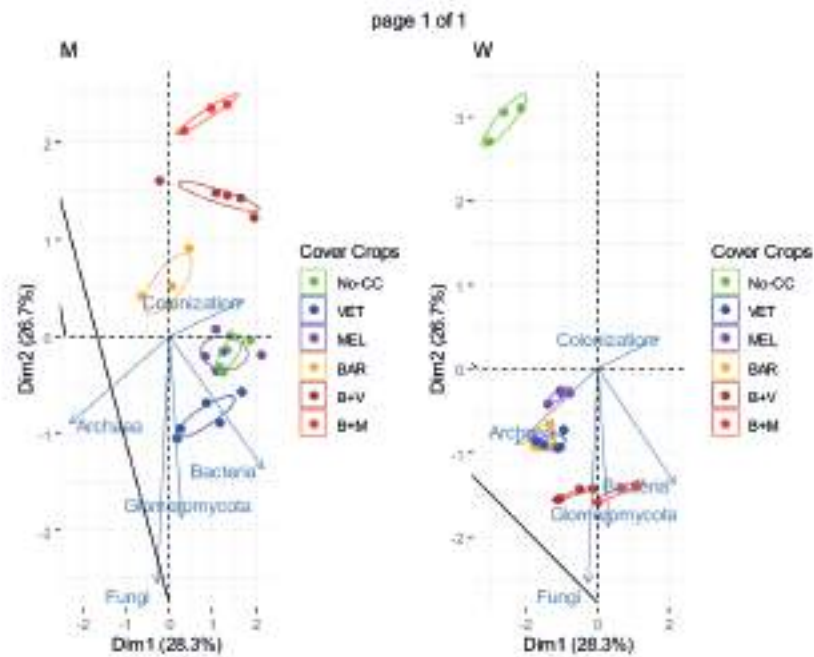 page 1 of 1
M
W
2
1
0
-1
-2
Dim2 (26.7%)
Colonization
Archaea
Bacteria
Glomeromycota
Fungi
-2 -1 0 1 2
Dim1 (28.3%)
Cover Crops
No-CC
VET
MEL
BAR
B+V
B+M
3
2
1
0
-1
-2
Dim2 (26.7%)
Colonization
Archaea
Bacteria
Glomeromycota
Fungi
-2 0 2
Dim1 (28.3%)
Cover Crops
No-CC
VET
MEL
BAR
B+V
B+M